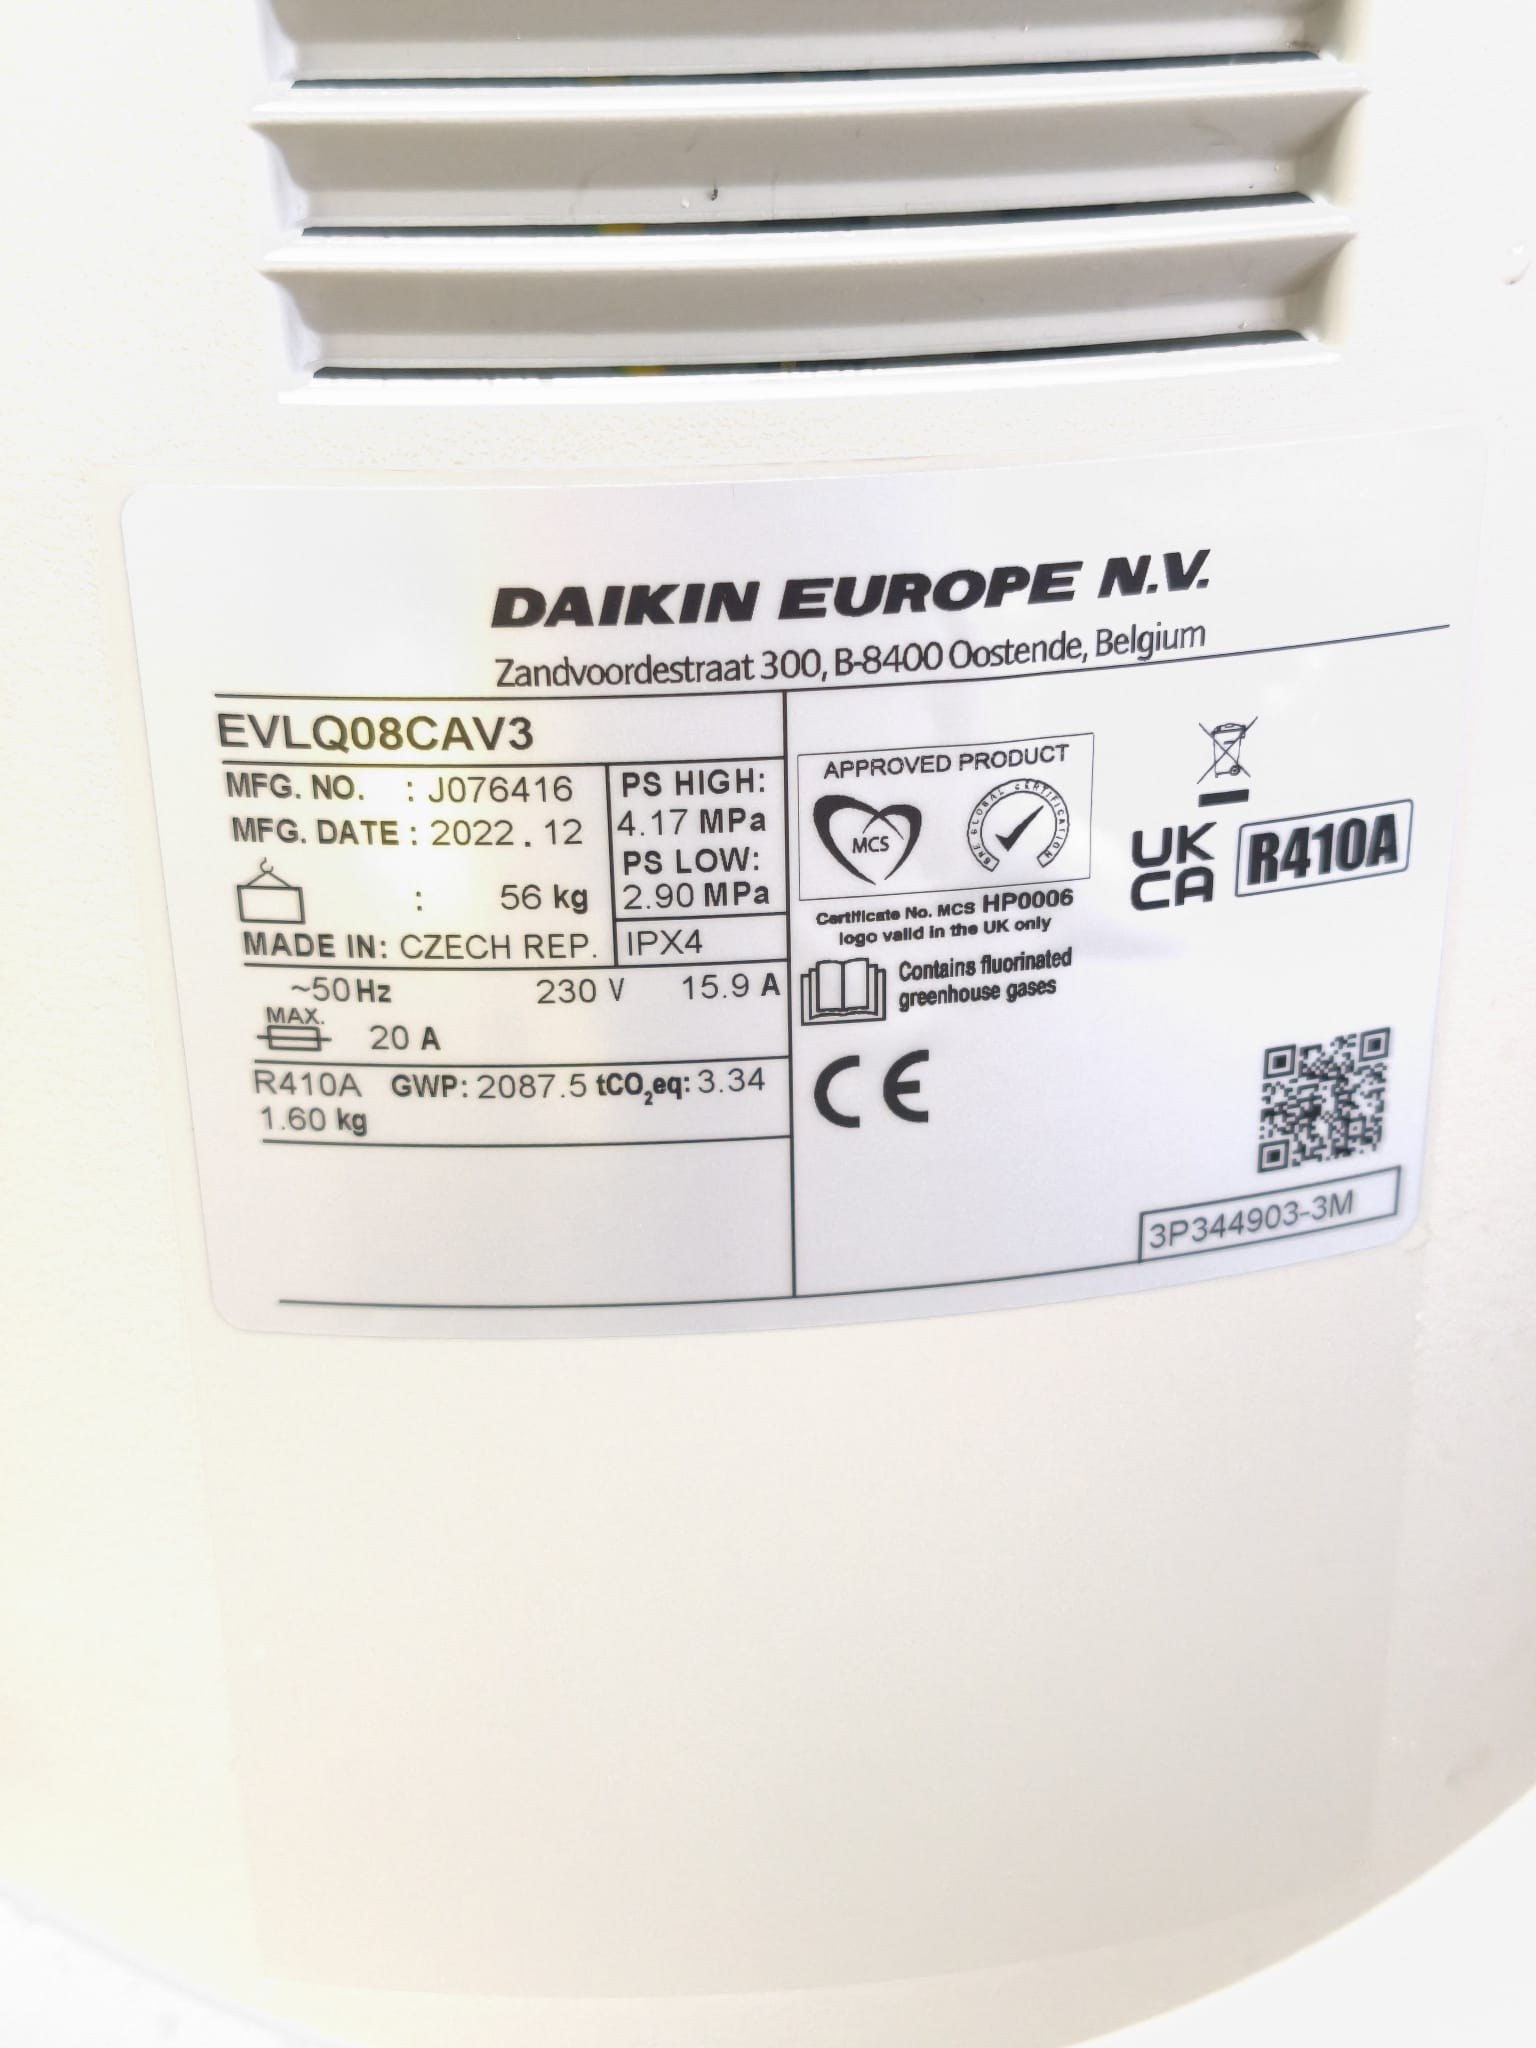 DAIKIN EUROPE N.V.
Zandvoordestraat 300, B-8400 Oostende, Belgium
EVLQ08CAV3
MFG. NO. : J076416
MFG. DATE : 2022.12
: 56 kg
MADE IN: CZECH REP.
PS HIGH:
4.17 MPa
PS LOW:
2.90 MPa
IPX4
~50 Hz 230 V 15.9 A
MAX.
20 A
R410A GWP: 2087.5 tCO₂eq: 3.34
1.60 kg
APPROVED PRODUCT
MCS
BRE GLOBAL CERTIFICATION
Certificate No. MCS HP0006
logo valid in the UK only
Contains fluorinated
greenhouse gases
CE
UK
CA
R410A
3P344903-3M